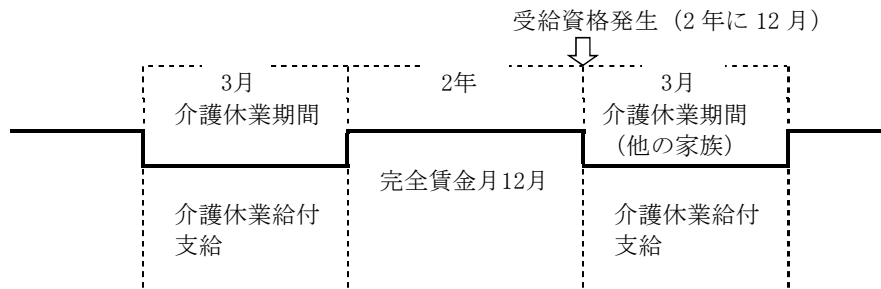 受給資格発生（2年に12月）
3月
介護休業期間
2年
3月
介護休業期間
（他の家族）
完全賃金月12月
介護休業給付
支給
介護休業給付
支給